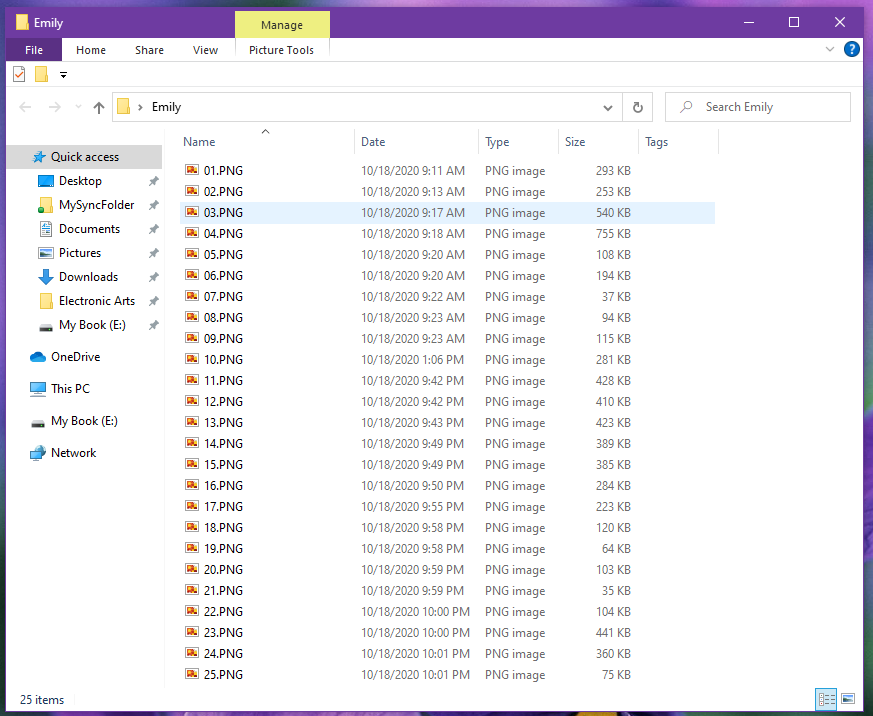 Emily
Manage
File Home Share View Picture Tools
Emily
Search Emily
Name Date Type Size Tags
Quick access
Desktop
MySyncFolder
Documents
Pictures
Downloads
Electronic Arts
My Book (E:)
OneDrive
This PC
My Book (E:)
Network
01.PNG 10/18/2020 9:11 AM PNG image 293 KB
02.PNG 10/18/2020 9:13 AM PNG image 253 KB
03.PNG 10/18/2020 9:17 AM PNG image 540 KB
04.PNG 10/18/2020 9:18 AM PNG image 755 KB
05.PNG 10/18/2020 9:20 AM PNG image 108 KB
06.PNG 10/18/2020 9:20 AM PNG image 194 KB
07.PNG 10/18/2020 9:22 AM PNG image 37 KB
08.PNG 10/18/2020 9:23 AM PNG image 94 KB
09.PNG 10/18/2020 9:23 AM PNG image 115 KB
10.PNG 10/18/2020 1:06 PM PNG image 281 KB
11.PNG 10/18/2020 9:42 PM PNG image 428 KB
12.PNG 10/18/2020 9:42 PM PNG image 410 KB
13.PNG 10/18/2020 9:43 PM PNG image 423 KB
14.PNG 10/18/2020 9:49 PM PNG image 389 KB
15.PNG 10/18/2020 9:49 PM PNG image 385 KB
16.PNG 10/18/2020 9:50 PM PNG image 284 KB
17.PNG 10/18/2020 9:55 PM PNG image 223 KB
18.PNG 10/18/2020 9:58 PM PNG image 120 KB
19.PNG 10/18/2020 9:58 PM PNG image 64 KB
20.PNG 10/18/2020 9:59 PM PNG image 103 KB
21.PNG 10/18/2020 9:59 PM PNG image 35 KB
22.PNG 10/18/2020 10:00 PM PNG image 104 KB
23.PNG 10/18/2020 10:00 PM PNG image 441 KB
24.PNG 10/18/2020 10:01 PM PNG image 360 KB
25.PNG 10/18/2020 10:01 PM PNG image 75 KB
25 items